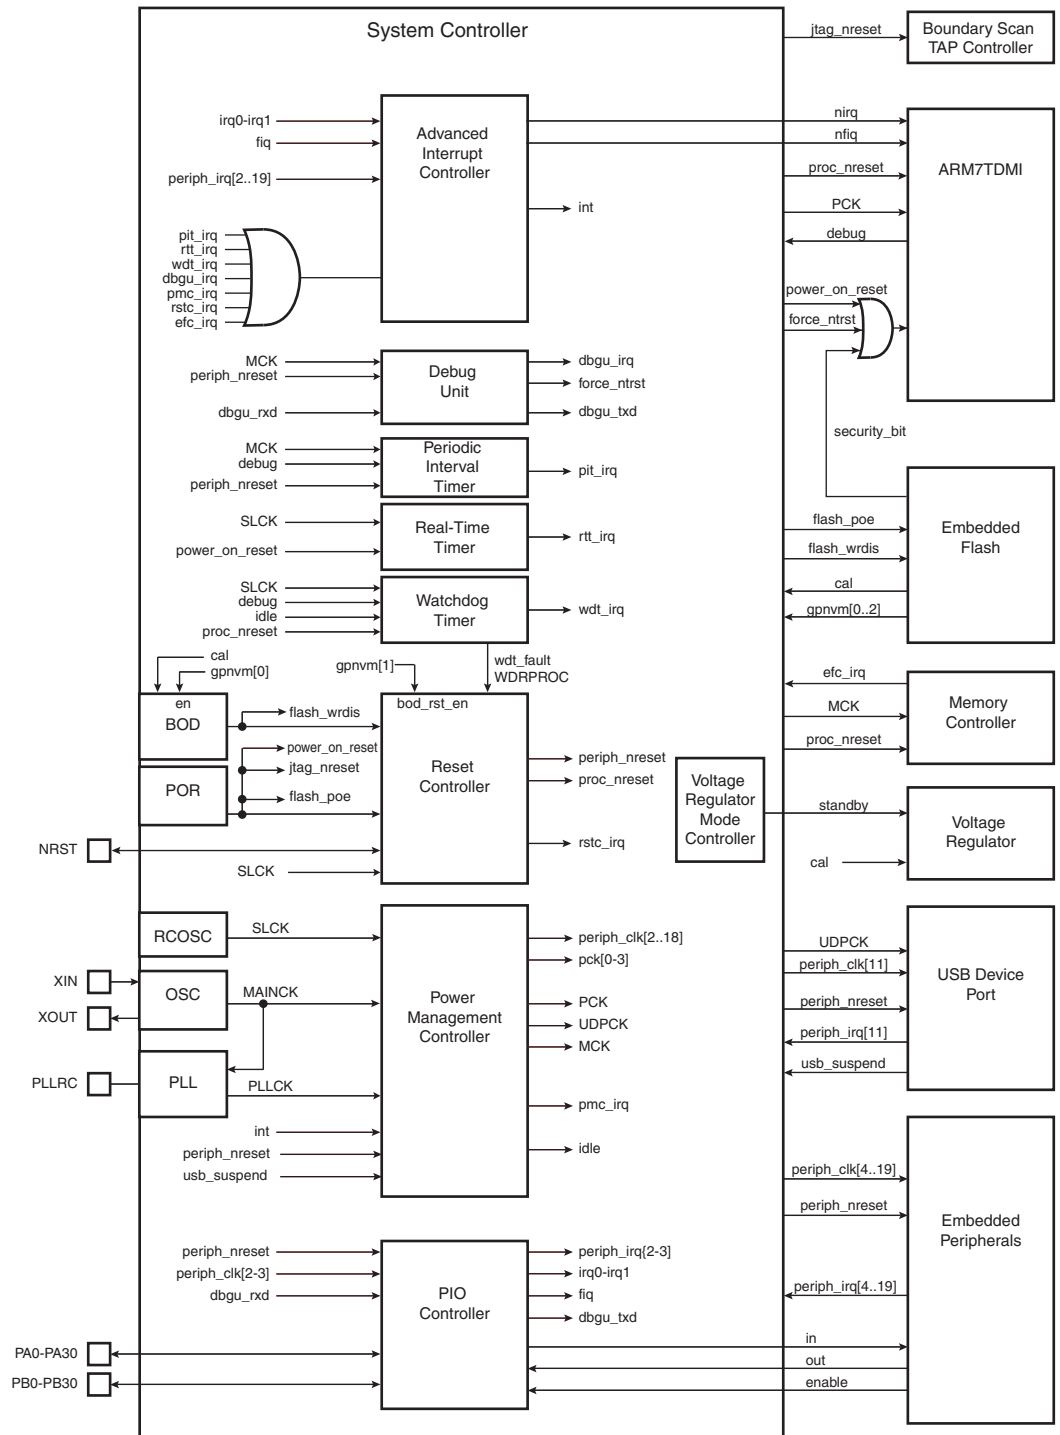 System Controller
jtag_nreset
Boundary Scan
TAP Controller
irq0-irq1
fiq
periph_irq[2..19]
Advanced
Interrupt
Controller
int
nirq
nfiq
proc_nreset
PCK
debug
ARM7TDMI
pit_irq
rtt_irq
wdt_irq
dbgu_irq
pmc_irq
rstc_irq
efc_irq
power_on_reset
force_ntrst
security_bit
MCK
periph_nreset
dbgu_rxd
Debug
Unit
dbgu_irq
force_ntrst
dbgu_txd
MCK
debug
periph_nreset
Periodic
Interval
Timer
pit_irq
SLCK
power_on_reset
Real-Time
Timer
rtt_irq
flash_poe
flash_wrdis
cal
gpnvm[0..2]
Embedded
Flash
SLCK
debug
idle
proc_nreset
Watchdog
Timer
wdt_irq
wdt_fault
WDRPROC
cal
gpnvm[0]
gpnvm[1]
en
BOD
flash_wrdis
power_on_reset
jtag_nreset
flash_poe
POR
bod_rst_en
Reset
Controller
periph_nreset
proc_nreset
rstc_irq
NRST
SLCK
efc_irq
MCK
proc_nreset
Memory
Controller
Voltage
Regulator
Mode
Controller
standby
cal
Voltage
Regulator
RCOSC
SLCK
XIN
XOUT
OSC
MAINCK
PLLRC
PLL
PLLCK
int
periph_nreset
usb_suspend
Power
Management
Controller
periph_clk[2..18]
pck[0-3]
PCK
UDPCK
MCK
pmc_irq
idle
UDPCK
periph_clk[11]
periph_nreset
periph_irq[11]
usb_suspend
USB Device
Port
periph_clk[4..19]
periph_nreset
periph_irq[4..19]
in
out
enable
Embedded
Peripherals
periph_nreset
periph_clk[2-3]
dbgu_rxd
PIO
Controller
periph_irq{2-3]
irq0-irq1
fiq
dbgu_txd
PA0-PA30
PB0-PB30